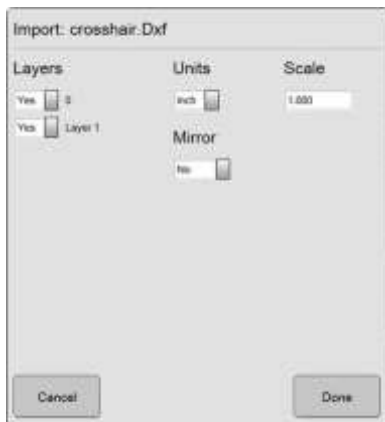 Import: crosshair.Dxf
Layers Units Scale
Yes 0 Inch 1.000
Yes Layer 1
Mirror
No
Cancel Done